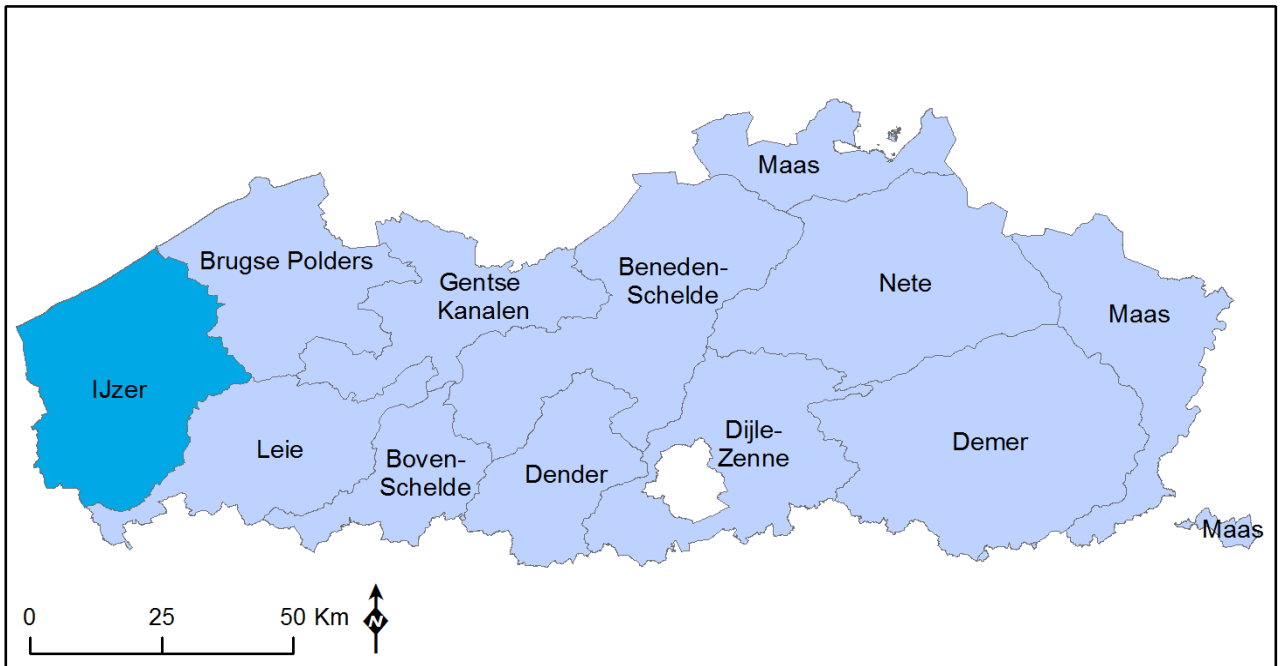 Maas
Brugse Polders
Gentse
Kanalen
Beneden-
Schelde
Nete
Maas
IJzer
Leie
Boven-
Schelde
Dender
Dijle-
Zenne
Demer
Maas
0 25 50 Km
N